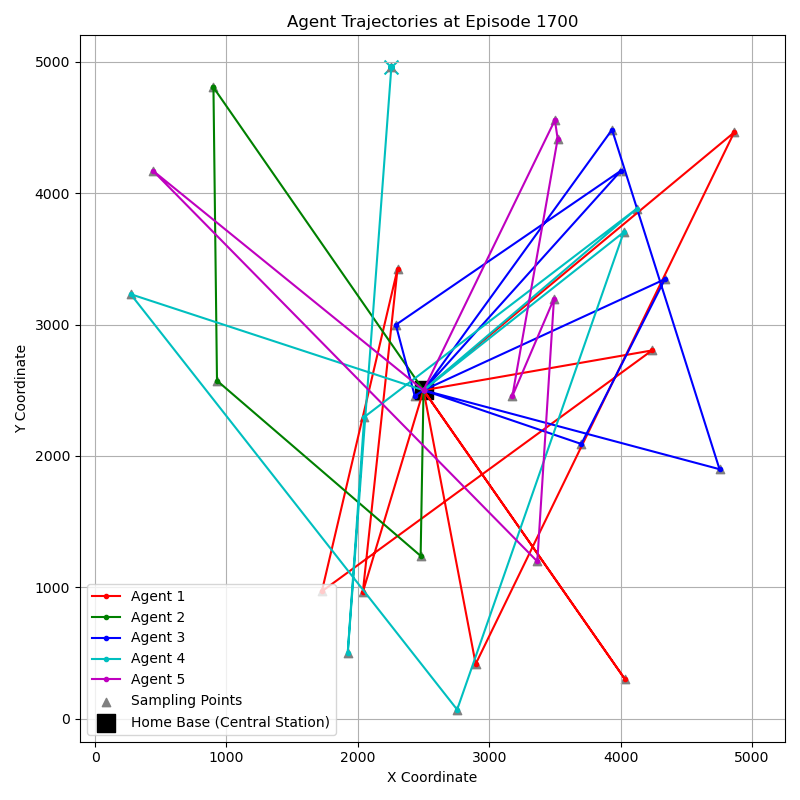 Agent Trajectories at Episode 1700
Y Coordinate
5000
4000
3000
2000
1000
0
Agent 1
Agent 2
Agent 3
Agent 4
Agent 5
Sampling Points
Home Base (Central Station)
0 1000 2000 3000 4000 5000
X Coordinate